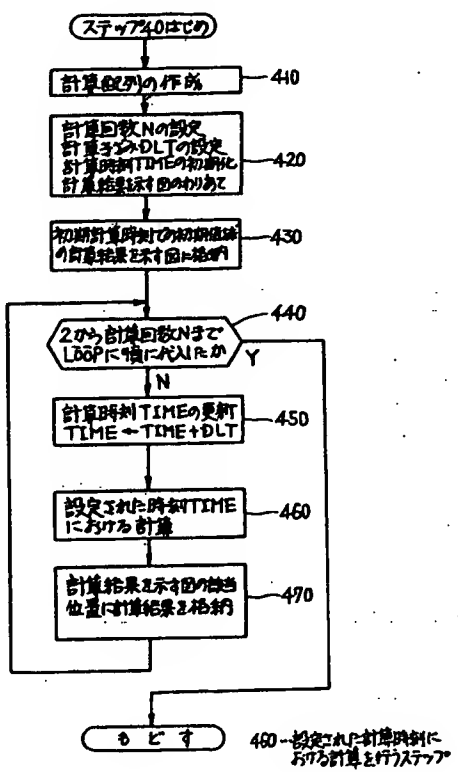 ステップ40はじめ
計算配列の作成
410
計算回数Nの設定
計算きざみDLTの設定
計算時刻TIMEの初期化
計算結果を示す図のわりあて
420
初期計算時刻での初期値
の計算結果を示す図に格納
430
2から計算回数Nまで
LOOPに順に代入したか
440
Y
N
計算時刻TIMEの更新
TIME←TIME+DLT
450
設定された時刻TIME
における計算
460
計算結果を示す図の該当
位置に計算結果を格納
470
もどす
460…設定された計算時刻に
おける計算を行うステップ